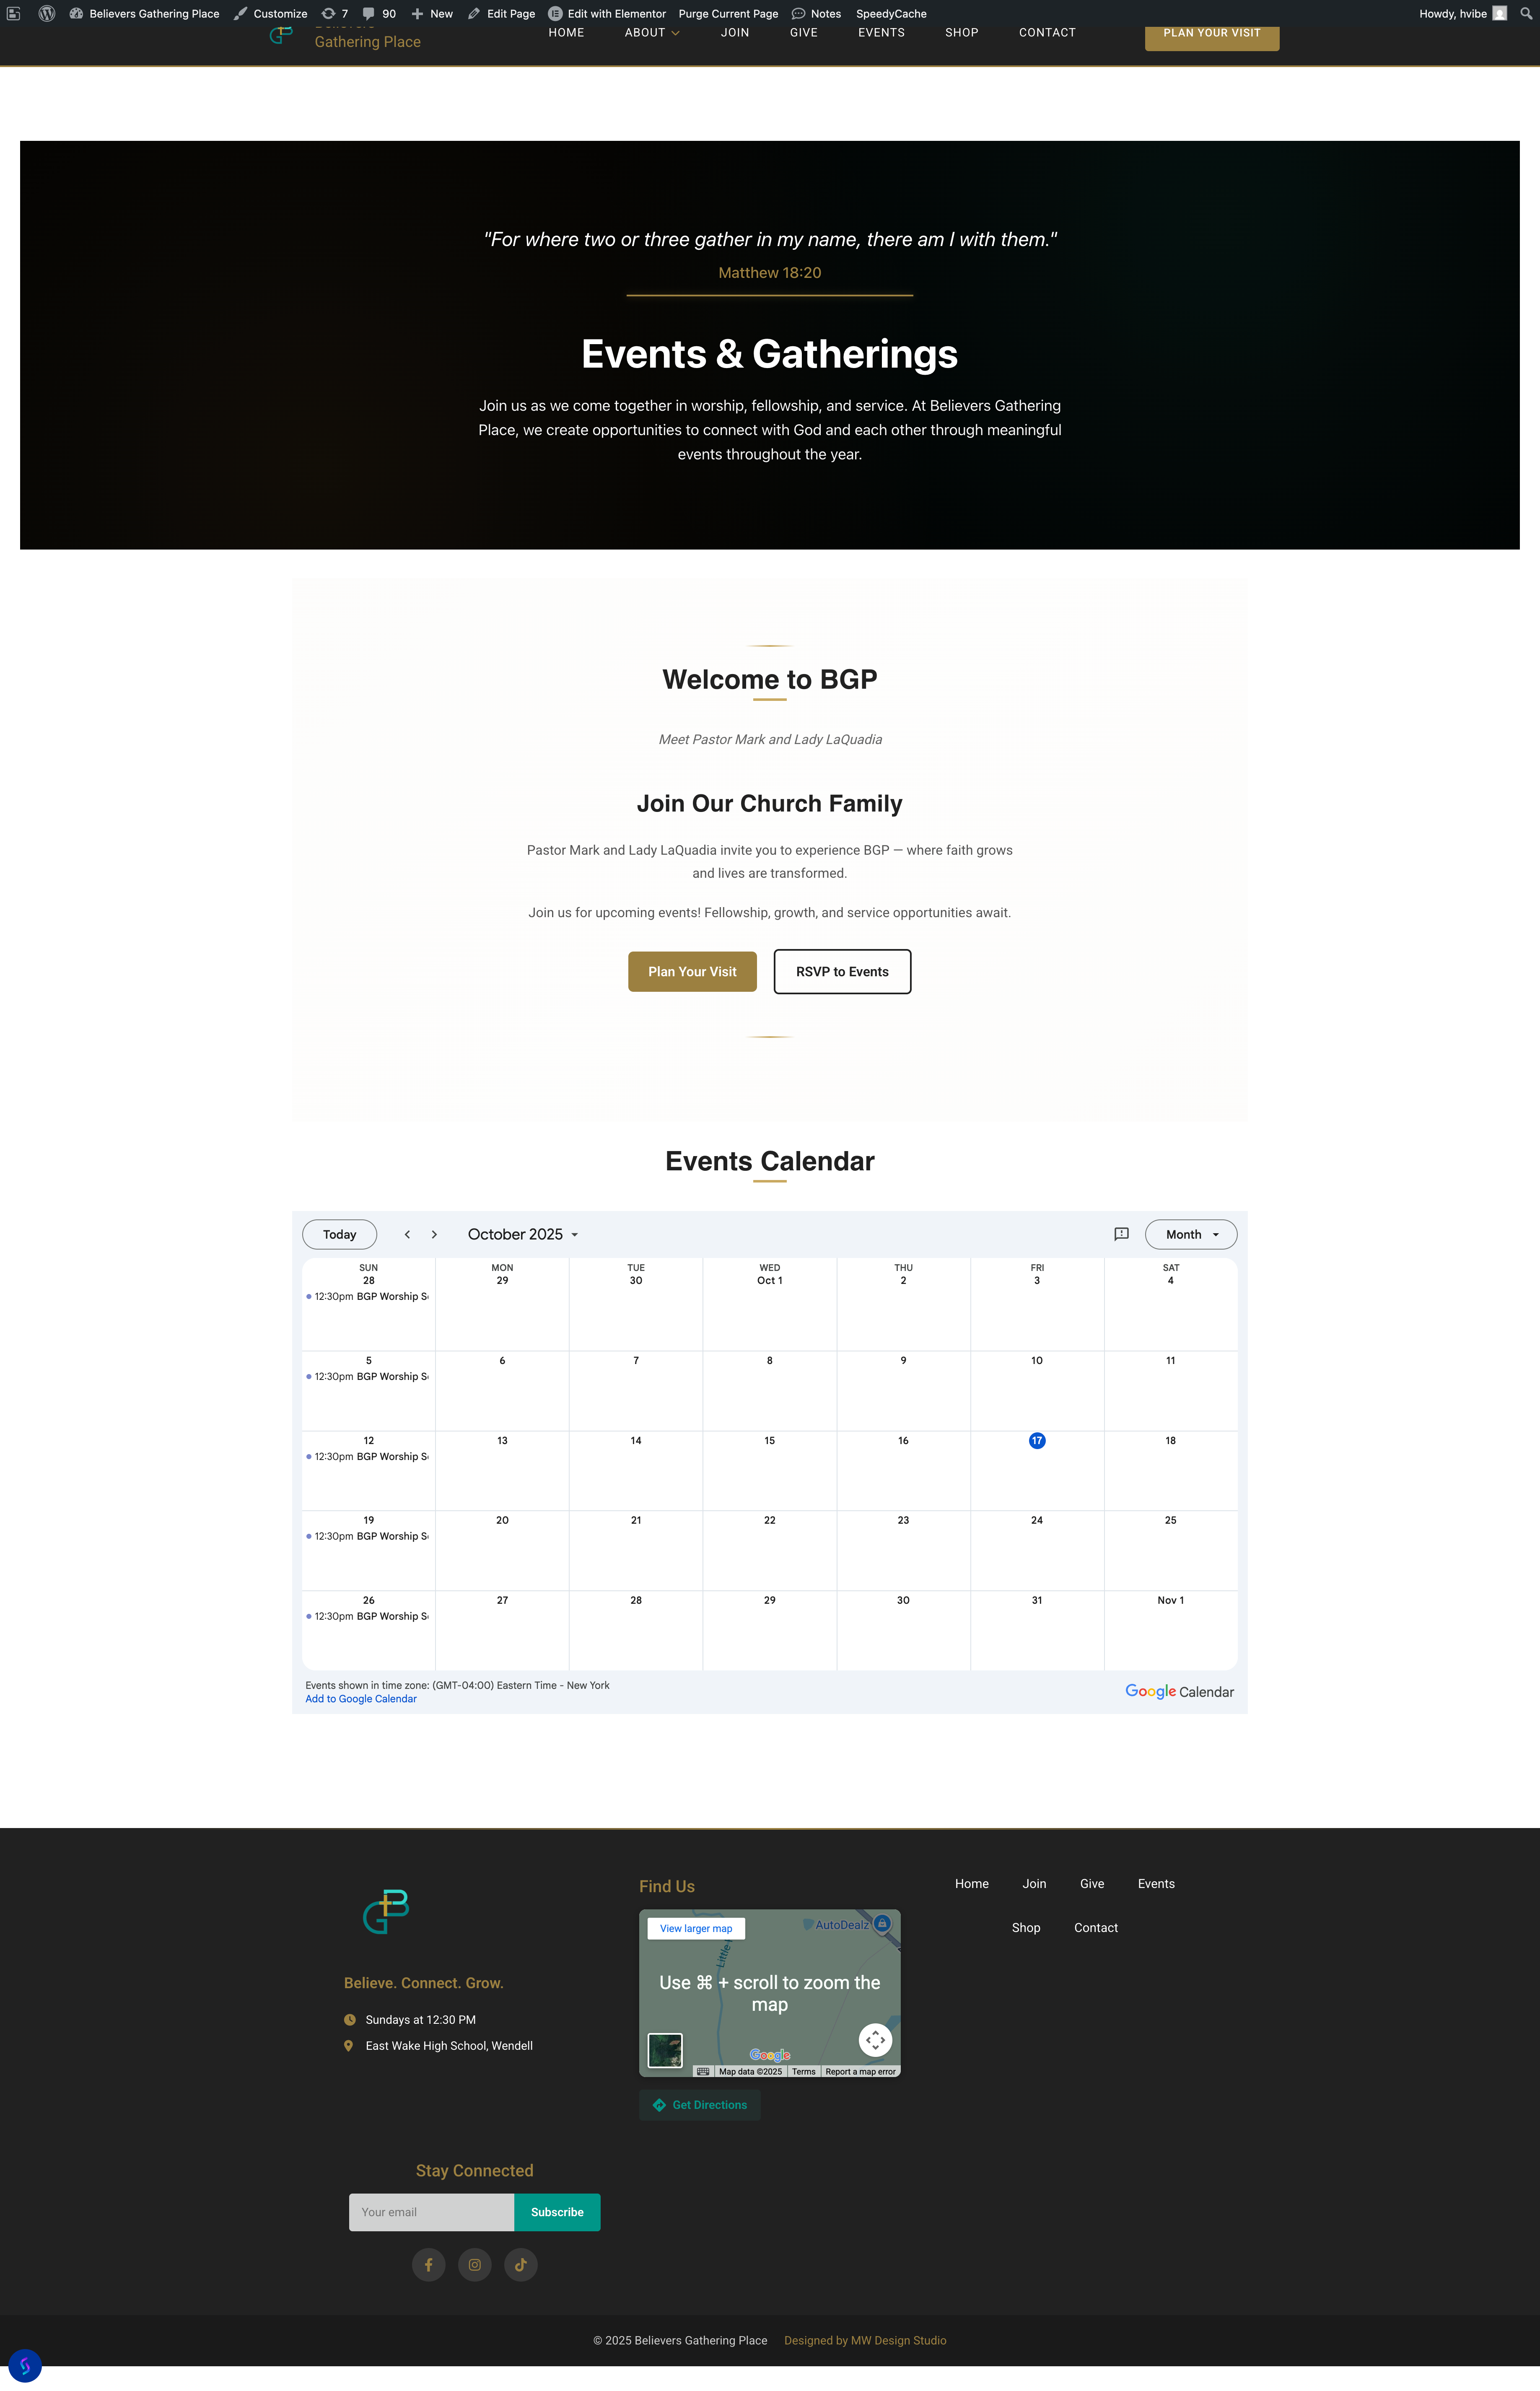 Believers Gathering Place
Customize
7
90
New
Edit Page
Edit with Elementor
Purge Current Page
Notes
SpeedyCache
Howdy, hvibe
Gathering Place
HOME
ABOUT
JOIN
GIVE
EVENTS
SHOP
CONTACT
PLAN YOUR VISIT
"For where two or three gather in my name, there am I with them."
Matthew 18:20
Events & Gatherings
Join us as we come together in worship, fellowship, and service. At Believers Gathering
Place, we create opportunities to connect with God and each other through meaningful
events throughout the year.
Welcome to BGP
Meet Pastor Mark and Lady LaQuadia
Join Our Church Family
Pastor Mark and Lady LaQuadia invite you to experience BGP — where faith grows
and lives are transformed.
Join us for upcoming events! Fellowship, growth, and service opportunities await.
Plan Your Visit
RSVP to Events
Events Calendar
Today
October 2025
Month
SUN MON TUE WED THU FRI SAT
28 29 30 Oct 1 2 3 4
12:30pm BGP Worship S
5 6 7 8 9 10 11
12:30pm BGP Worship S
12 13 14 15 16 17 18
12:30pm BGP Worship S
19 20 21 22 23 24 25
12:30pm BGP Worship S
26 27 28 29 30 31 Nov 1
12:30pm BGP Worship S
Events shown in time zone: (GMT-04:00) Eastern Time - New York
Add to Google Calendar
Google Calendar
Believe. Connect. Grow.
Sundays at 12:30 PM
East Wake High School, Wendell
Find Us
View larger map
AutoDealz
Little
Use ⌘ + scroll to zoom the
map
Google
Map data ©2025
Terms
Report a map error
Get Directions
Home
Join
Give
Events
Shop
Contact
Stay Connected
Your email
Subscribe
© 2025 Believers Gathering Place
Designed by MW Design Studio